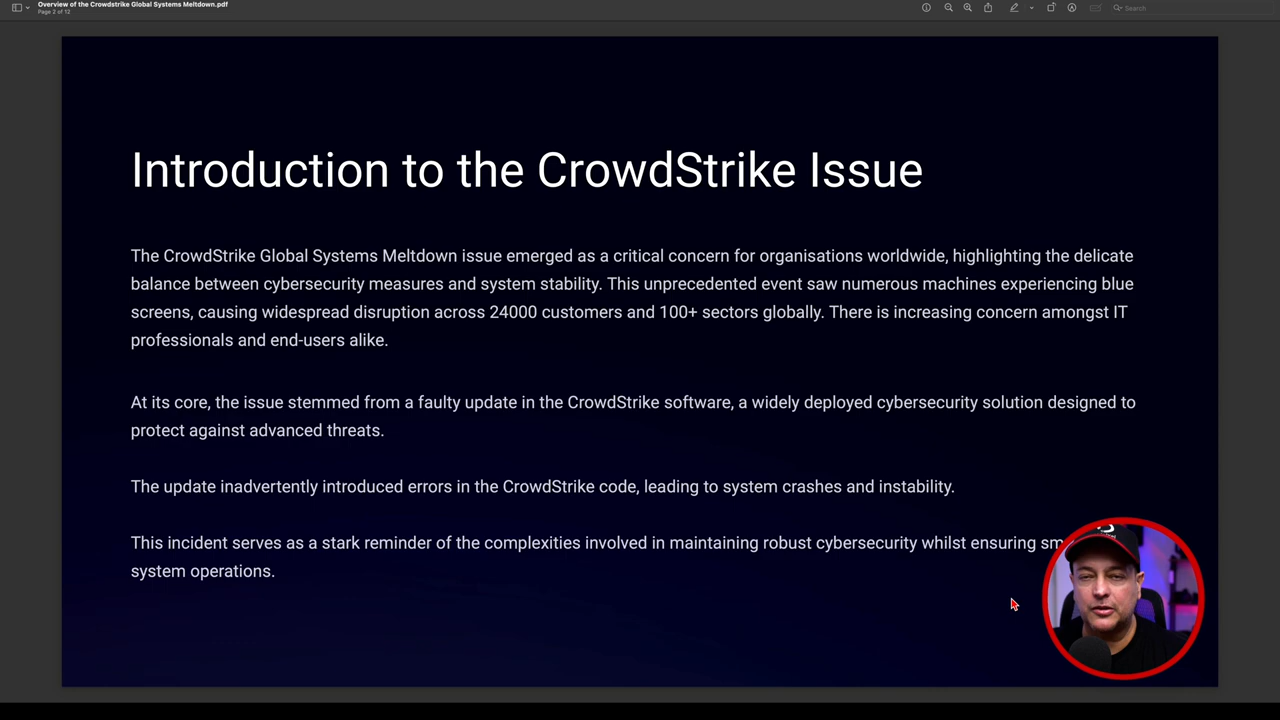 Overview of the Crowdstrike Global Systems Meltdown.pdf
Page 2 of 12
Search
Introduction to the CrowdStrike Issue
The CrowdStrike Global Systems Meltdown issue emerged as a critical concern for organisations worldwide, highlighting the delicate
balance between cybersecurity measures and system stability. This unprecedented event saw numerous machines experiencing blue
screens, causing widespread disruption across 24000 customers and 100+ sectors globally. There is increasing concern amongst IT
professionals and end-users alike.
At its core, the issue stemmed from a faulty update in the CrowdStrike software, a widely deployed cybersecurity solution designed to
protect against advanced threats.
The update inadvertently introduced errors in the CrowdStrike code, leading to system crashes and instability.
This incident serves as a stark reminder of the complexities involved in maintaining robust cybersecurity whilst ensuring
system operations.